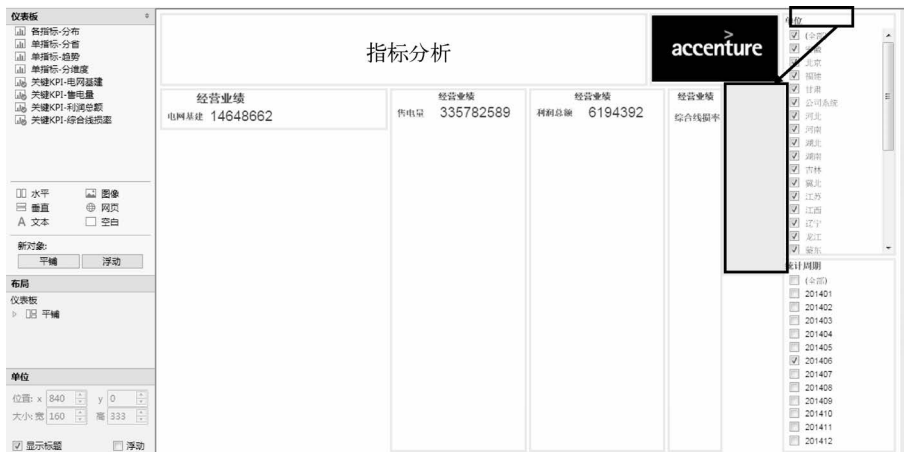 仪表板
各指标-分布
单指标-分省
单指标-趋势
单指标-分维度
关键KPI-电网基建
关键KPI-售电量
关键KPI-利润总额
关键KPI-综合线损率
水平 图像
垂直 网页
A 文本 空白
新对象:
平铺 浮动
布局
仪表板
平铺
单位
位置: x 840 y 0
大小: 宽 160 高 333
显示标题 浮动
指标分析
accenture
经营业绩
电网基建 14648662
经营业绩
售电量 335782589
经营业绩
利润总额 6194392
经营业绩
综合线损率
单位
(全部)
北京
福建
甘肃
公司系统
河北
河南
湖北
湖南
吉林
冀北
江苏
江西
辽宁
龙江
蒙东
统计周期
(全部)
201401
201402
201403
201404
201405
201406
201407
201408
201409
201410
201411
201412